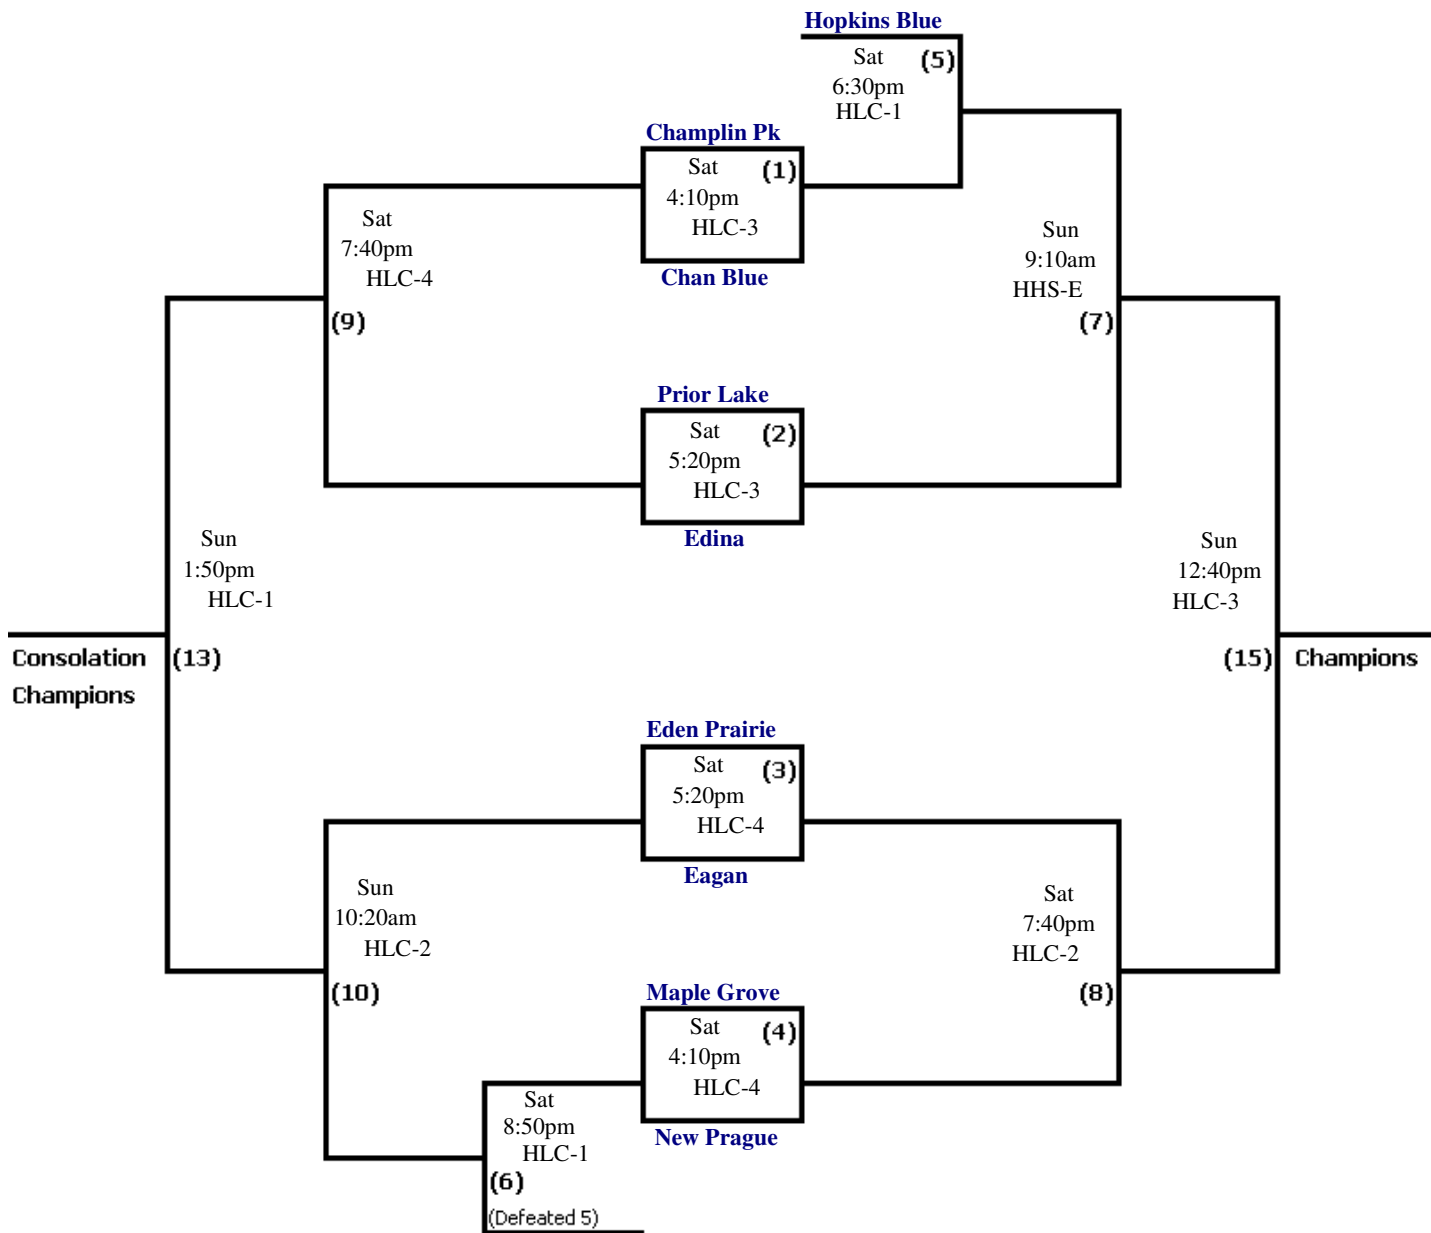 Hopkins Blue
Sat (5)
6:30pm
HLC-1
Champlin Pk
Sat (1)
4:10pm
HLC-3
Chan Blue
Sat
7:40pm
HLC-4
(9)
Sun
9:10am
HHS-E
(7)
Prior Lake
Sat (2)
5:20pm
HLC-3
Edina
Sun
1:50pm
HLC-1
(13)
Consolation
Champions
Sun
12:40pm
HLC-3
(15) Champions
Eden Prairie
Sat (3)
5:20pm
HLC-4
Eagan
Sun
10:20am
HLC-2
(10)
Sat
7:40pm
HLC-2
(8)
Maple Grove
Sat (4)
4:10pm
HLC-4
New Prague
Sat
8:50pm
HLC-1
(6)
(Defeated 5)